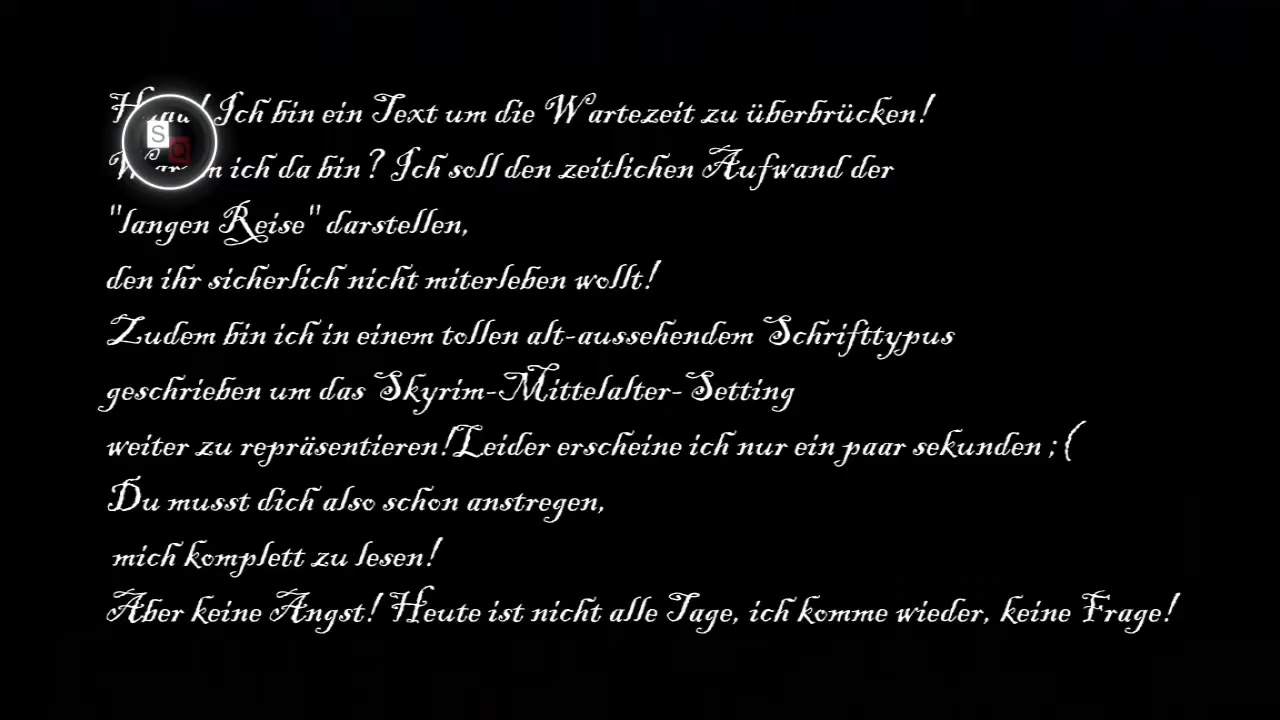 ! Ich bin ein Text um die Wartezeit zu überbrücken!
ich da bin? Ich soll den zeitlichen Aufwand der
"langen Reise" darstellen,
den ihr sicherlich nicht miterleben wollt!
Zudem bin ich in einem tollen alt-aussehendem Schrifttypus
geschrieben um das Skyrim-Mittelalter-Setting
weiter zu repräsentieren!Leider erscheine ich nur ein paar sekunden ;(
Du musst dich also schon anstregen,
mich komplett zu lesen!
Aber keine Angst! Heute ist nicht alle Tage, ich komme wieder, keine Frage!
S
Q